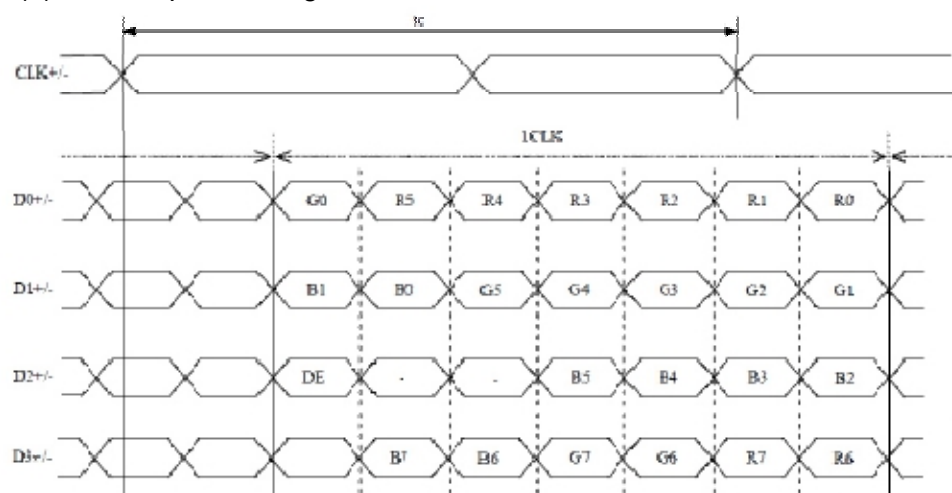 CLK+/-
1CLK
D0+/- G0 R5 R4 R3 R2 R1 R0
D1+/- B1 B0 G5 G4 G3 G2 G1
D2+/- DE - - B5 B4 B3 B2
D3+/- B7 B6 G7 G6 R7 R6